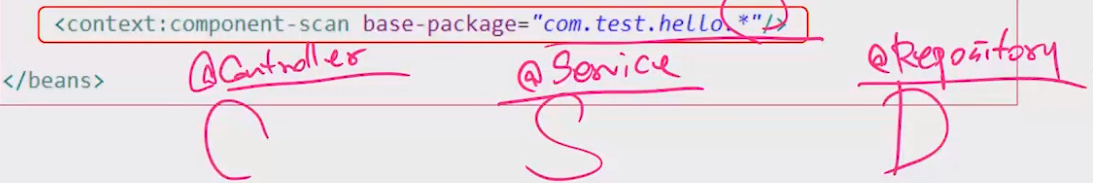 <context:component-scan base-package="com.test.hello.*"/>
@Controller @Service @Repository
</beans>
C S D